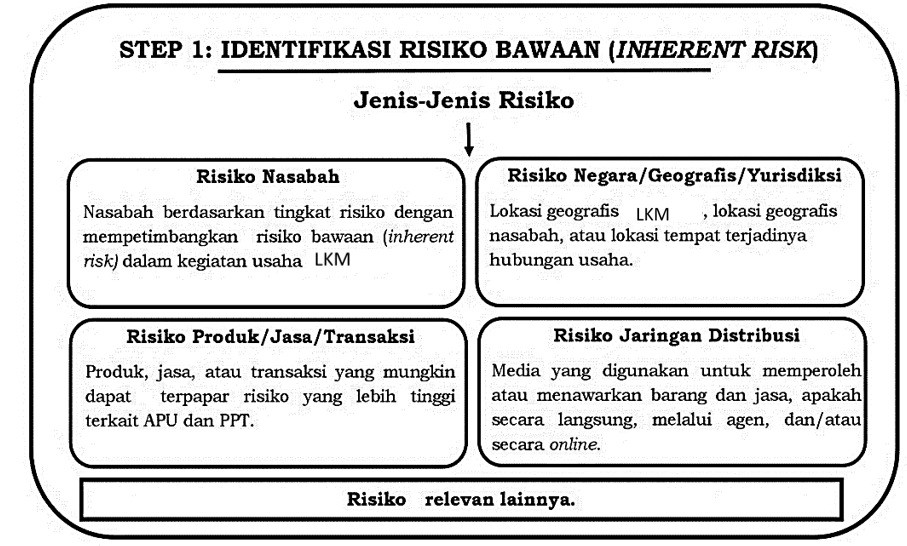 STEP 1: IDENTIFIKASI RISIKO BAWAAN (INHERENT RISK)
Jenis-Jenis Risiko
Risiko Nasabah
Nasabah berdasarkan tingkat risiko dengan
mempetimbangkan risiko bawaan (inherent
risk) dalam kegiatan usaha LKM
Risiko Negara/Geografis/Yurisdiksi
Lokasi geografis LKM , lokasi geografis
nasabah, atau lokasi tempat terjadinya
hubungan usaha.
Risiko Produk/Jasa/Transaksi
Produk, jasa, atau transaksi yang mungkin
dapat terpapar risiko yang lebih tinggi
terkait APU dan PPT.
Risiko Jaringan Distribusi
Media yang digunakan untuk memperoleh
atau menawarkan barang dan jasa, apakah
secara langsung, melalui agen, dan/atau
secara online.
Risiko relevan lainnya.